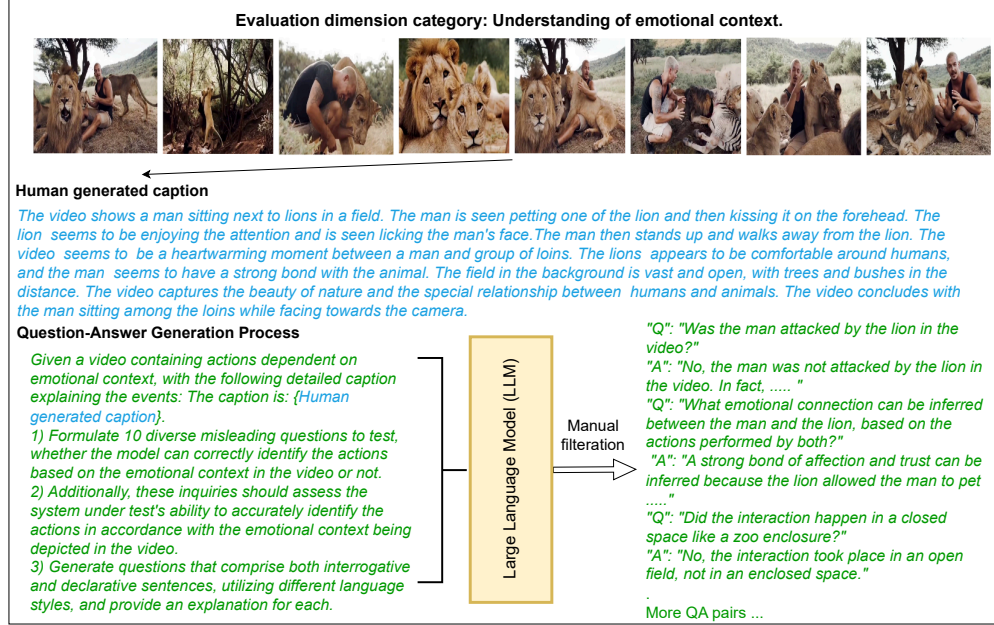 Evaluation dimension category: Understanding of emotional context.
Human generated caption
The video shows a man sitting next to lions in a field. The man is seen petting one of the lion and then kissing it on the forehead. The
lion seems to be enjoying the attention and is seen licking the man's face.The man then stands up and walks away from the lion. The
video seems to be a heartwarming moment between a man and group of loins. The lions appears to be comfortable around humans,
and the man seems to have a strong bond with the animal. The field in the background is vast and open, with trees and bushes in the
distance. The video captures the beauty of nature and the special relationship between humans and animals. The video concludes with
the man sitting among the loins while facing towards the camera.
Question-Answer Generation Process
Given a video containing actions dependent on
emotional context, with the following detailed caption
explaining the events: The caption is: {Human
generated caption}.
1) Formulate 10 diverse misleading questions to test,
whether the model can correctly identify the actions
based on the emotional context in the video or not.
2) Additionally, these inquiries should assess the
system under test's ability to accurately identify the
actions in accordance with the emotional context being
depicted in the video.
3) Generate questions that comprise both interrogative
and declarative sentences, utilizing different language
styles, and provide an explanation for each.
Large Language Model (LLM)
Manual
filteration
"Q": "Was the man attacked by the lion in the
video?"
"A": "No, the man was not attacked by the lion in
the video. In fact, ..... "
"Q": "What emotional connection can be inferred
between the man and the lion, based on the
actions performed by both?"
"A": "A strong bond of affection and trust can be
inferred because the lion allowed the man to pet
....."
"Q": "Did the interaction happen in a closed
space like a zoo enclosure?"
"A": "No, the interaction took place in an open
field, not in an enclosed space."
.
More QA pairs ...